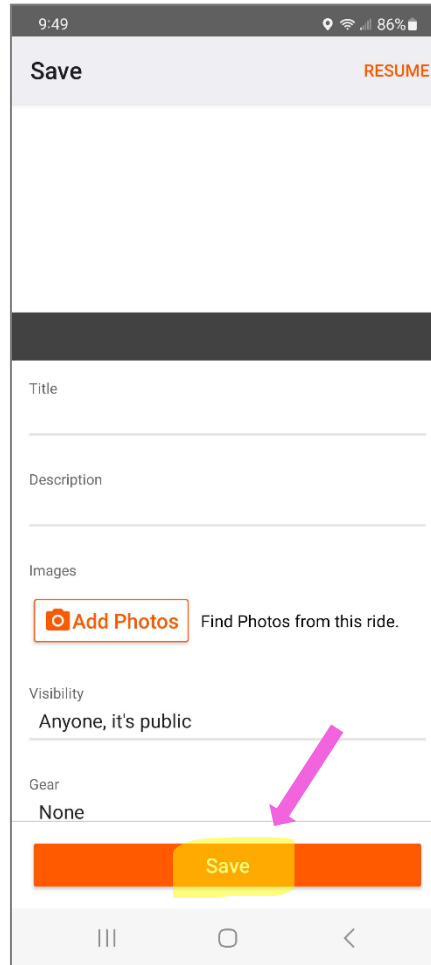 9:49 86%
Save RESUME
Title
Description
Images
Add Photos Find Photos from this ride.
Visibility
Anyone, it's public
Gear
None
Save